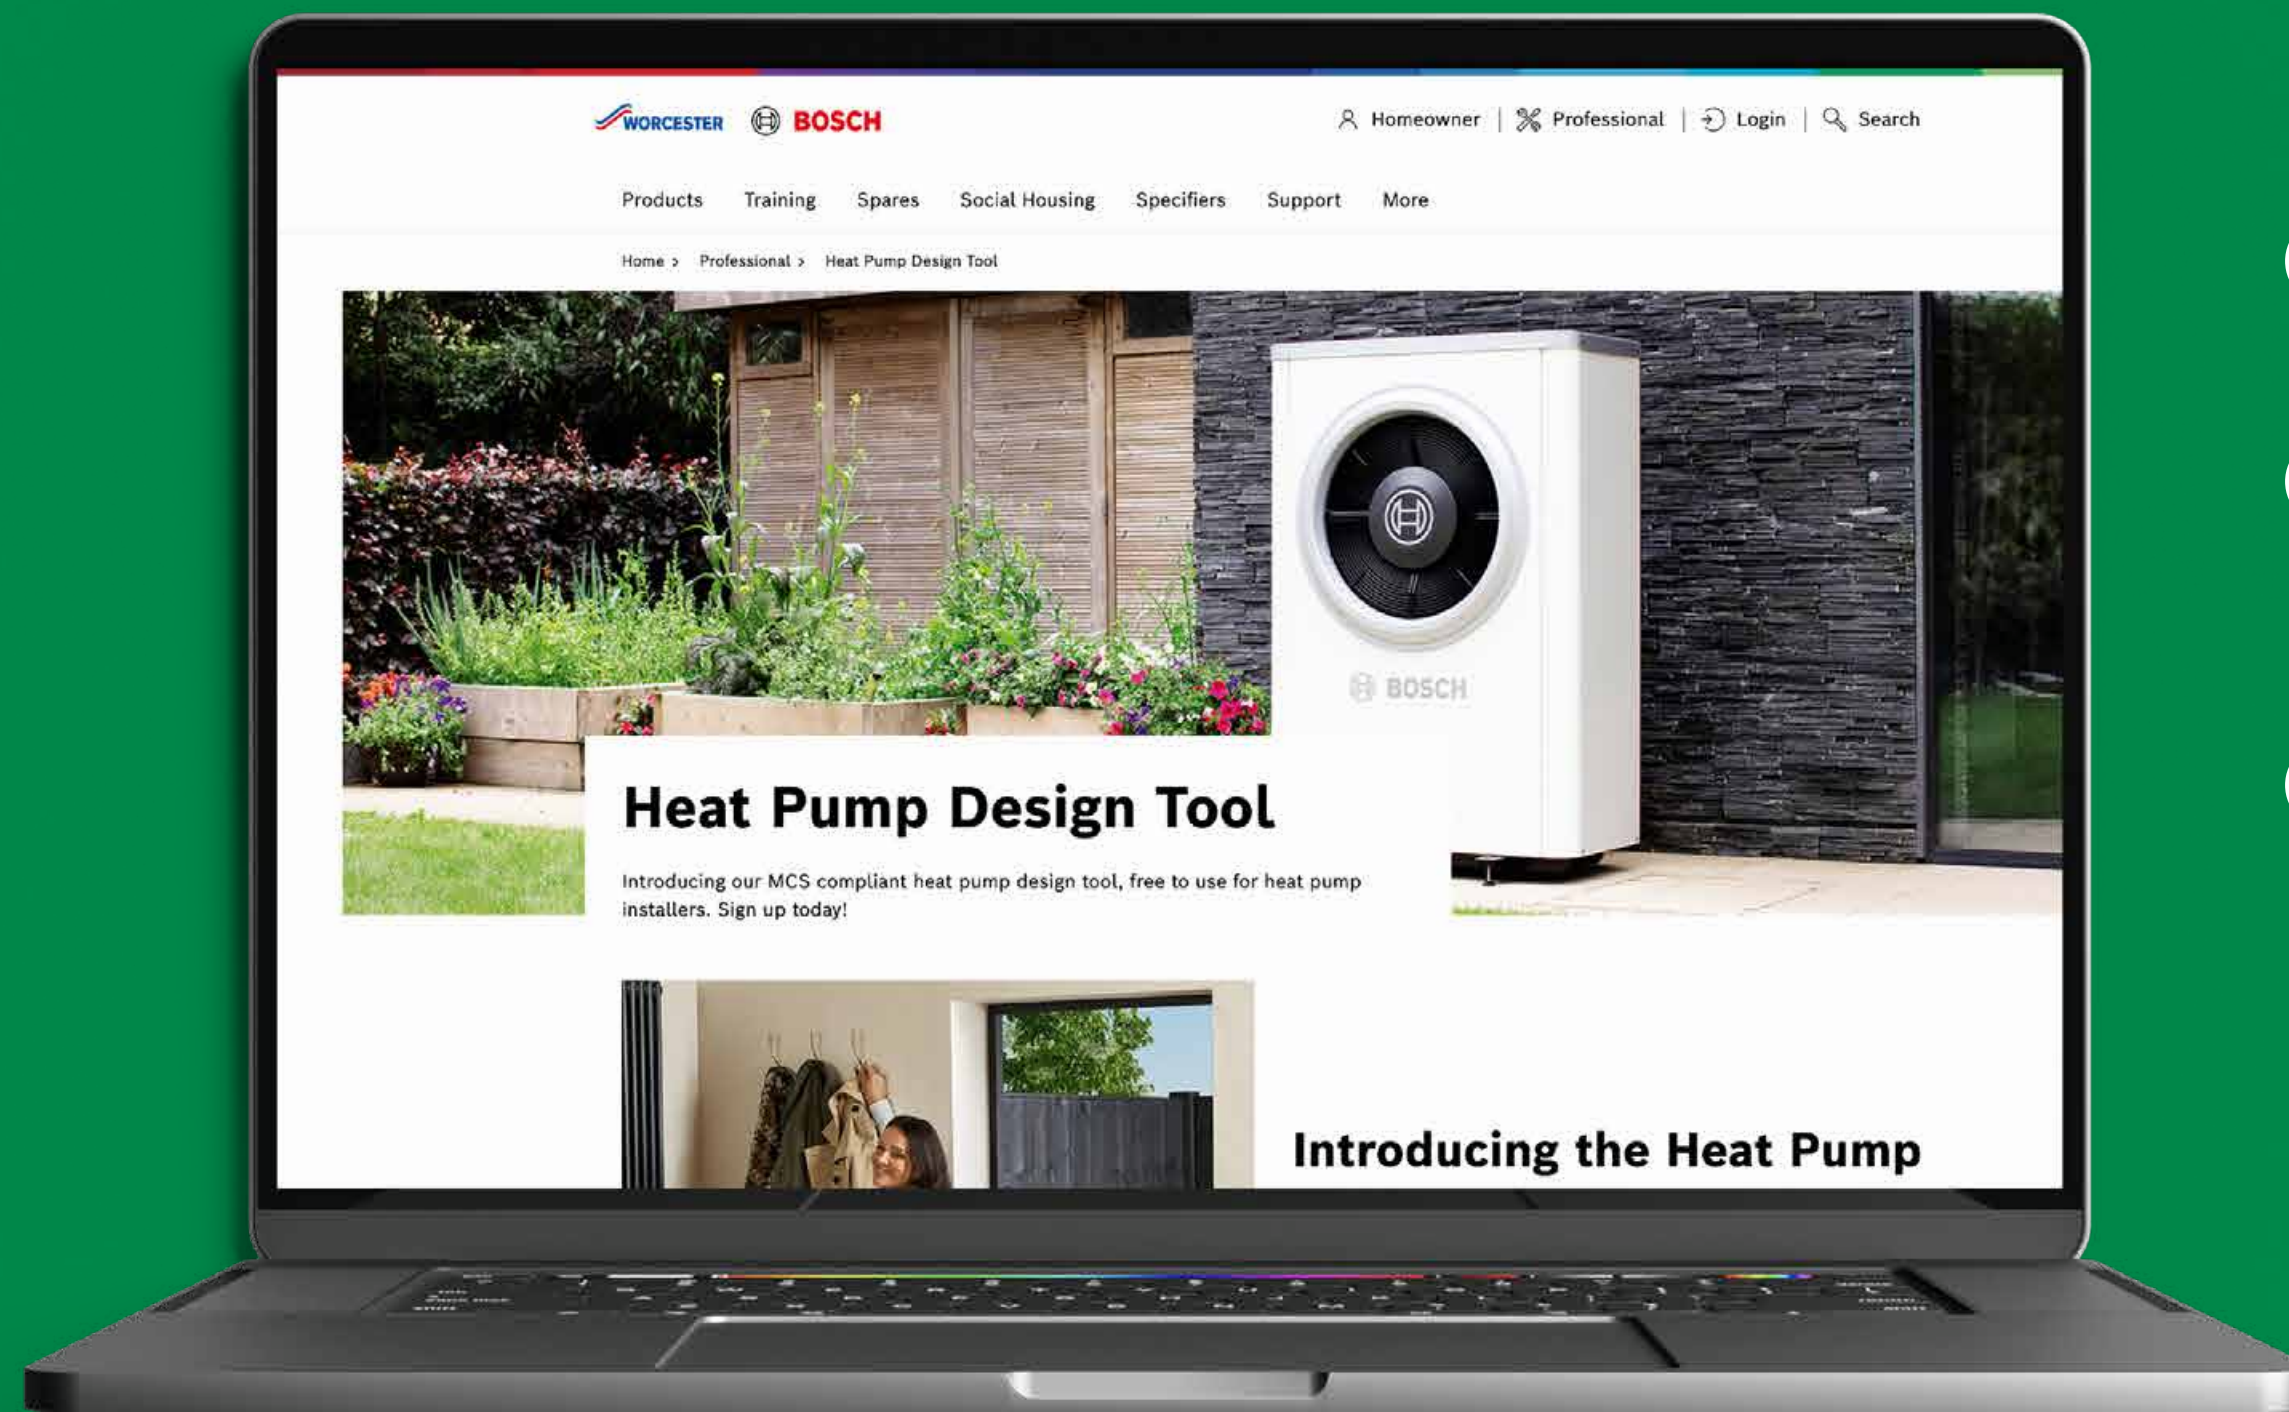 WORCESTER BOSCH
Homeowner | Professional | Login | Search
Products Training Spares Social Housing Specifiers Support More
Home > Professional > Heat Pump Design Tool
BOSCH
Heat Pump Design Tool
Introducing our MCS compliant heat pump design tool, free to use for heat pump
installers. Sign up today!
Introducing the Heat Pump